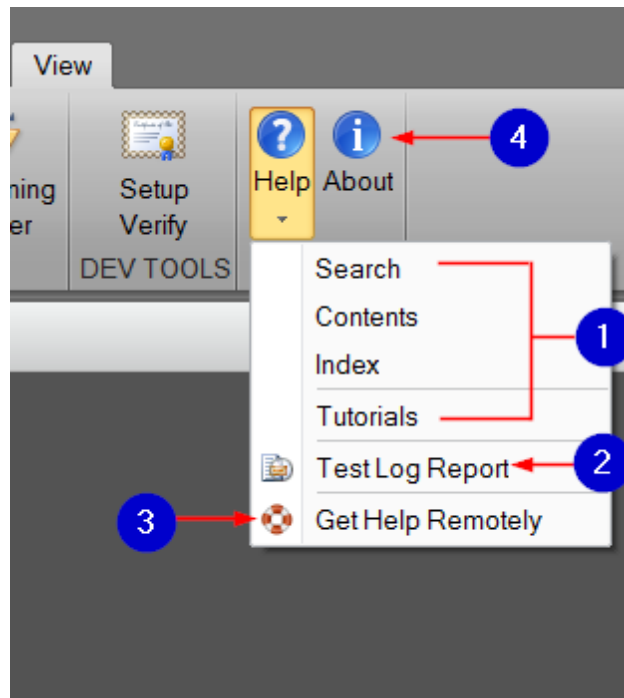 View
ning
er
Setup
Verify
DEV TOOLS
Help
About
4
Search
Contents
Index
1
Tutorials
Test Log Report
2
3
Get Help Remotely